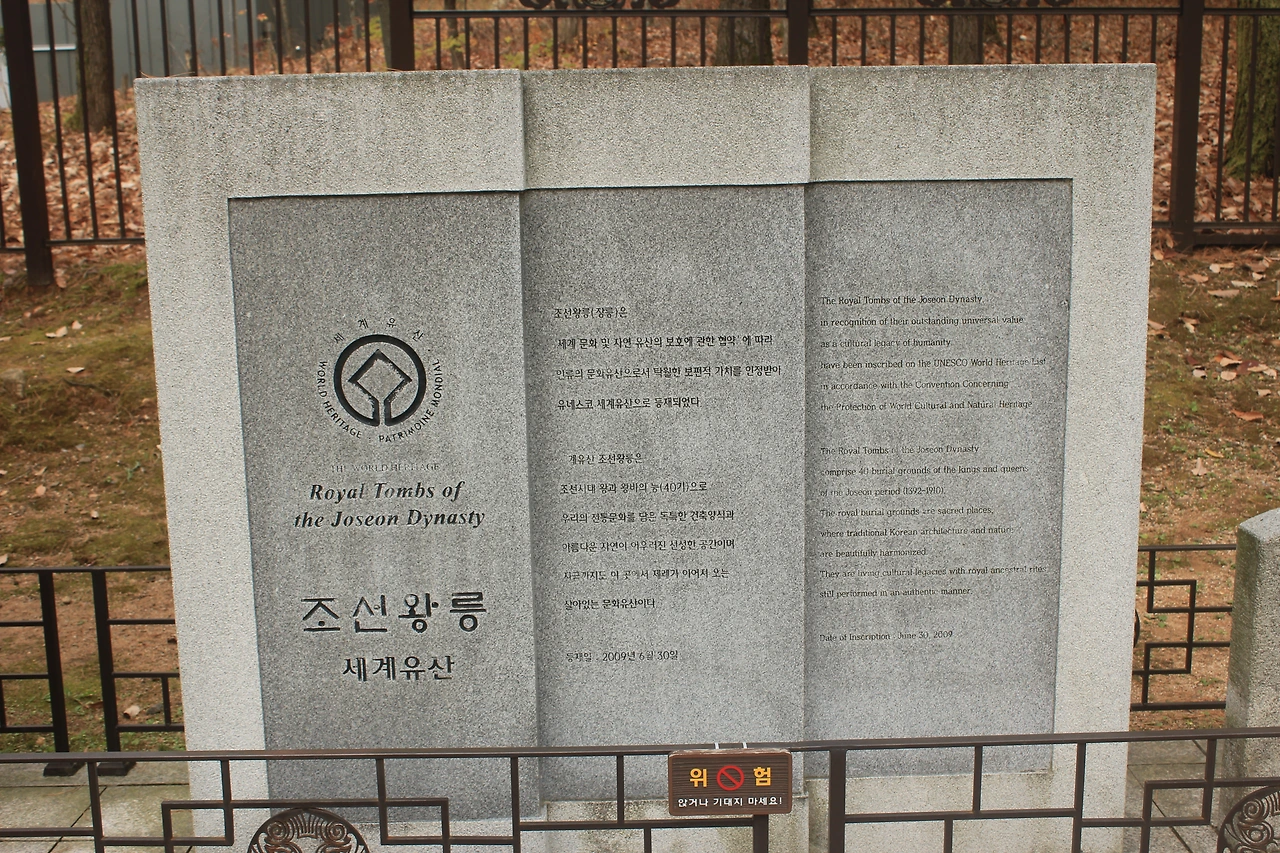 세계유산
WORLD HERITAGE · PATRIMOINE MONDIAL
THE WORLD HERITAGE
Royal Tombs of
the Joseon Dynasty
조선왕릉
세계유산
조선왕릉(장릉)은
'세계 문화 및 자연 유산의 보호에 관한 협약' 에 따라
인류의 문화유산으로서 탁월한 보편적 가치를 인정받아
유네스코 세계유산으로 등재되었다
계유산 조선왕릉은
조선시대 왕과 왕비의 능(40기)으로
우리의 전통문화를 담은 독특한 건축양식과
아름다운 자연이 어우러진 신성한 공간이며
지금까지도 이 곳에서 제례가 이어져 오는
살아있는 문화유산이다
등재일 : 2009년 6월 30일
The Royal Tombs of the Joseon Dynasty,
in recognition of their outstanding universal value
as a cultural legacy of humanity,
have been inscribed on the UNESCO World Heritage List
in accordance with the Convention Concerning
the Protection of World Cultural and Natural Heritage
The Royal Tombs of the Joseon Dynasty
comprise 40 burial grounds of the kings and queens
of the Joseon period (1392-1910).
The royal burial grounds are sacred places,
where traditional Korean architecture and nature
are beautifully harmonized.
They are living cultural legacies with royal ancestral rites
still performed in an authentic manner.
Date of Inscription : June 30, 2009
위험
앉거나 기대지 마세요!